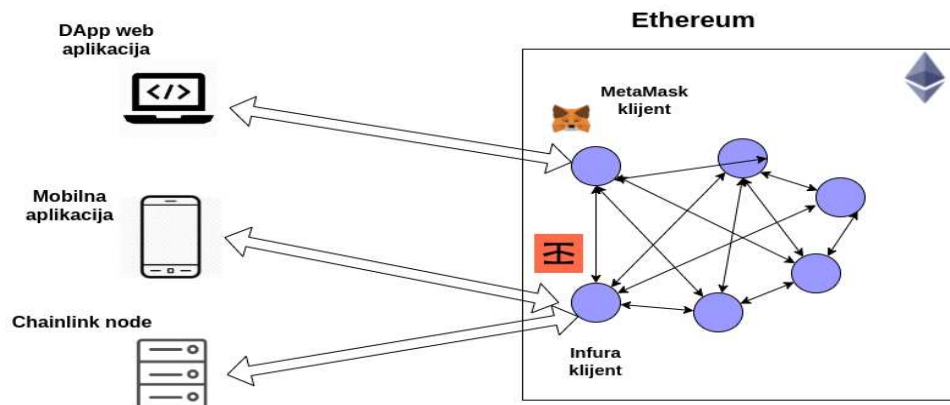 Ethereum
DApp web
aplikacija
</>
MetaMask
klijent
Mobilna
aplikacija
Chainlink node
Infura
klijent